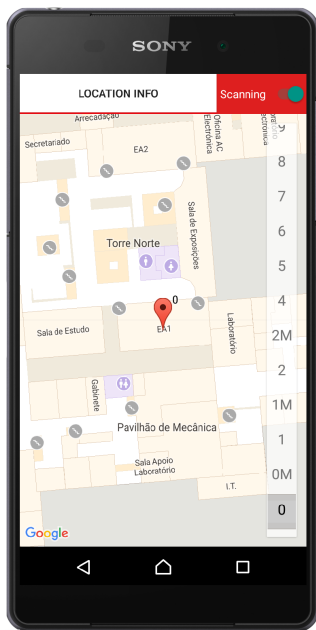 SONY
LOCATION INFO
Scanning
Arrecadação
Oficina AC
Electrónica
Secretariado
EA2
9
8
7
Sala de Exposições
6
Torre Norte
5
0
4
EA1
Sala de Estudo
Laboratório
2M
2
Gabinete
1M
Pavilhão de Mecânica
1
Sala Apoio
Laboratório
0M
I.T.
0
Google